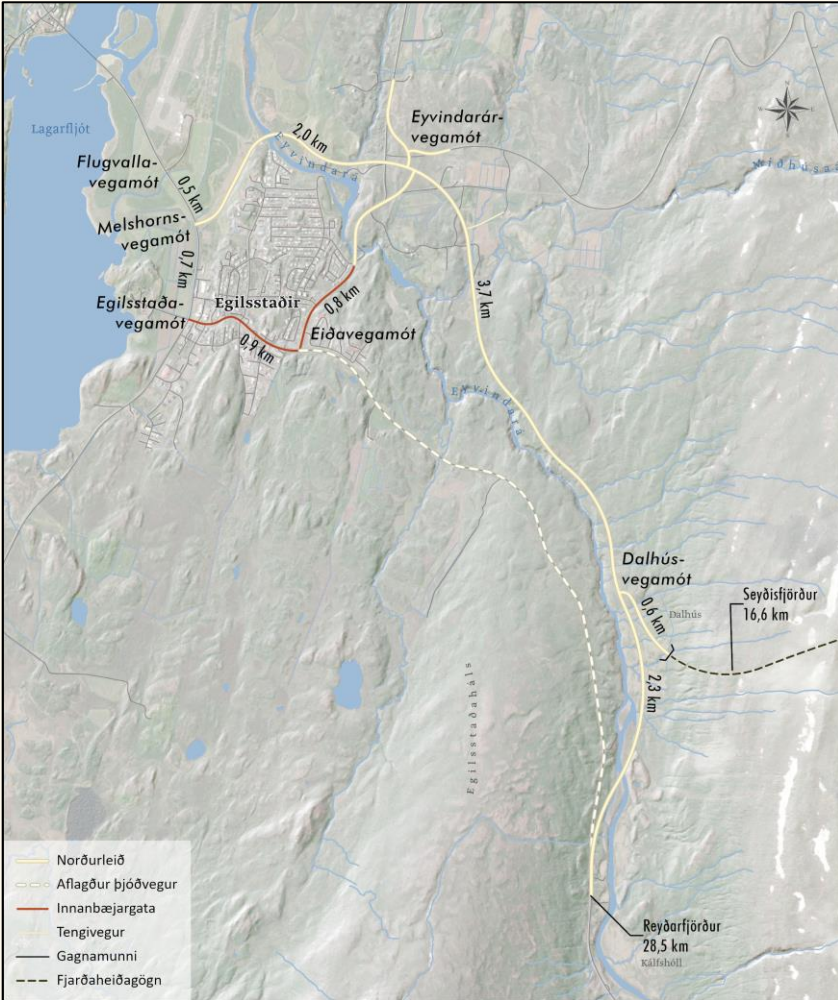 Lagarfljót
Flugvalla-
vegamót
0,5 km
2,0 km
Eyvindará
Eyvindarár-
vegamót
Melshorns-
vegamót
0,7 km
Egilsstaða-
vegamót
Egilsstaðir
0,8 km
0,9 km
Eiðavegamót
3,7 km
Eyvindará
Dalhús-
vegamót
0,6 km
Dalhús
Seyðisfjörður
16,6 km
2,3 km
Egilsstaðaháls
Reyðarfjörður
28,5 km
Kálfshóll
Norðurleið
Aflagður þjóðvegur
Innanbæjargata
Tengivegur
Gagnamunni
Fjarðaheiðagögn